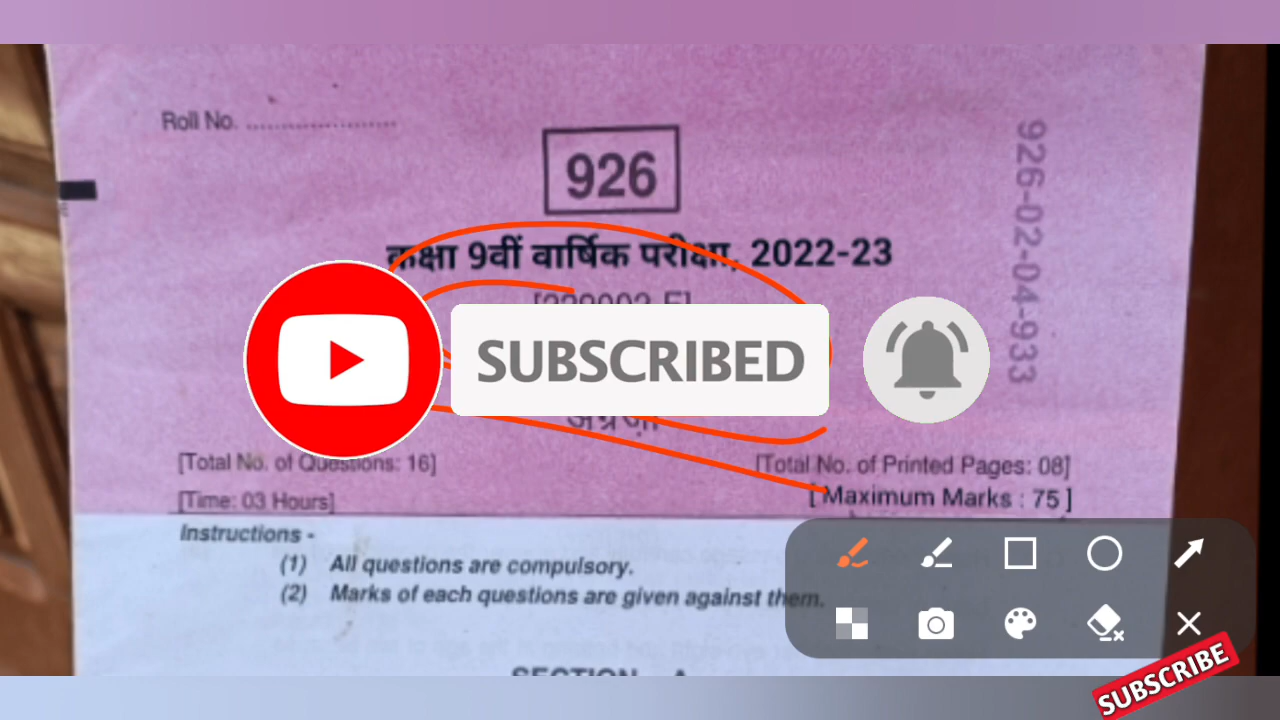 Roll No. ......................
926
926-02-04-933
कक्षा 9वीं वार्षिक परीक्षा, 2022-23
SUBSCRIBED
[Total No. of Questions: 16]
[Total No. of Printed Pages: 08]
[Time: 03 Hours]
[ Maximum Marks : 75 ]
Instructions -
(1) All questions are compulsory.
(2) Marks of each questions are given against them.
SUBSCRIBE